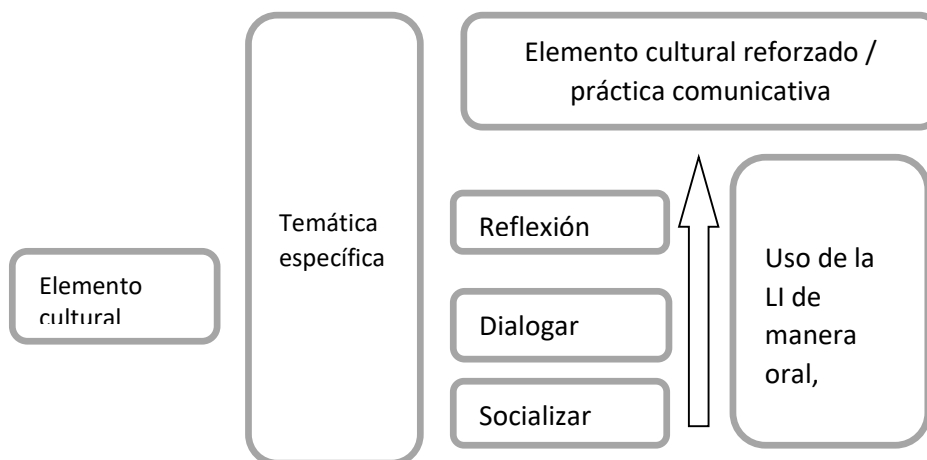 Elemento cultural reforzado /
práctica comunicativa
Temática
específica
Elemento
cultural
Reflexión
Dialogar
Socializar
Uso de la
LI de
manera
oral,